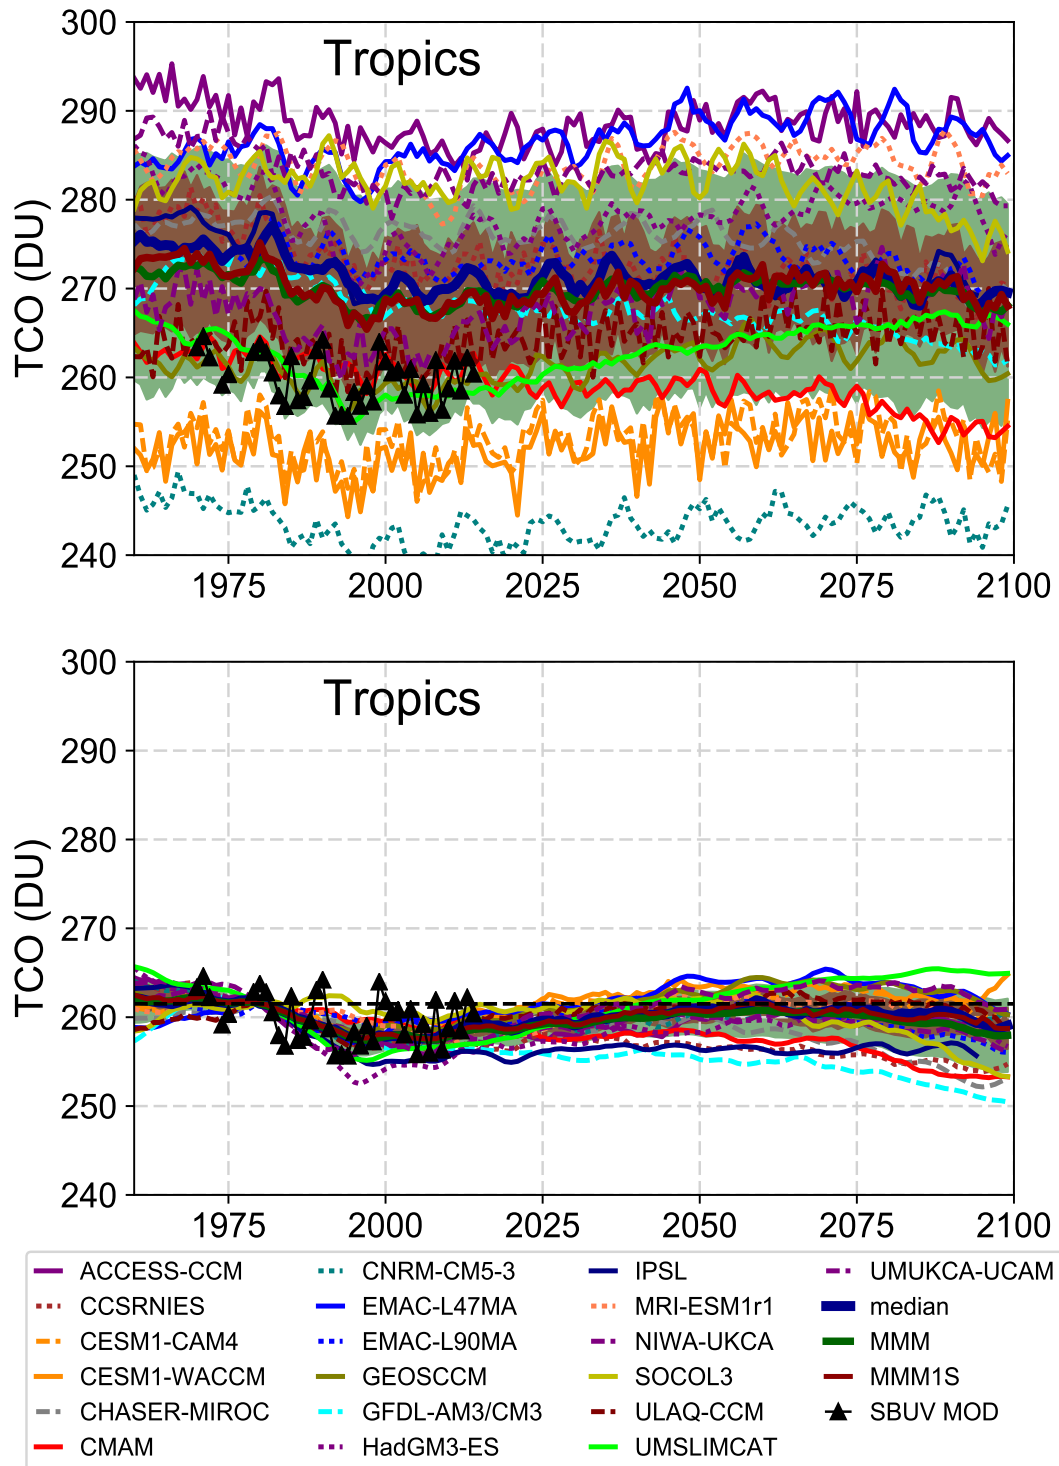 300
Tropics
290
280
TCO (DU)
270
260
250
240
1975 2000 2025 2050 2075 2100
300
Tropics
290
280
TCO (DU)
270
260
250
240
1975 2000 2025 2050 2075 2100
ACCESS-CCM CNRM-CM5-3 IPSL UMUKCA-UCAM
CCSRNIES EMAC-L47MA MRI-ESM1r1 median
CESM1-CAM4 EMAC-L90MA NIWA-UKCA MMM
CESM1-WACCM GEOSCCM SOCOL3 MMM1S
CHASER-MIROC GFDL-AM3/CM3 ULAQ-CCM SBUV MOD
CMAM HadGM3-ES UMSLIMCAT